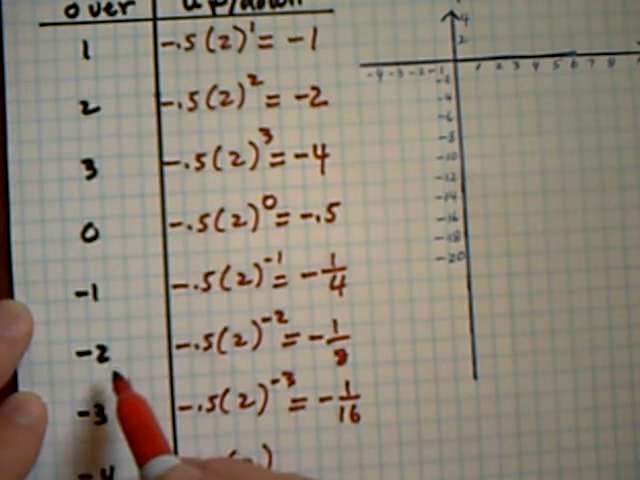 over up/down
1 -.5(2)^1 = -1
2 -.5(2)^2 = -2
3 -.5(2)^3 = -4
0 -.5(2)^0 = -.5
-1 -.5(2)^-1 = -1/4
-2 -.5(2)^-2 = -1/8
-3 -.5(2)^-3 = -1/16
-4 (2)
4
2
-4 -3 -2 -1 1 2 3 4 5 6 7 8
-2
-4
-6
-8
-10
-12
-14
-16
-18
-20